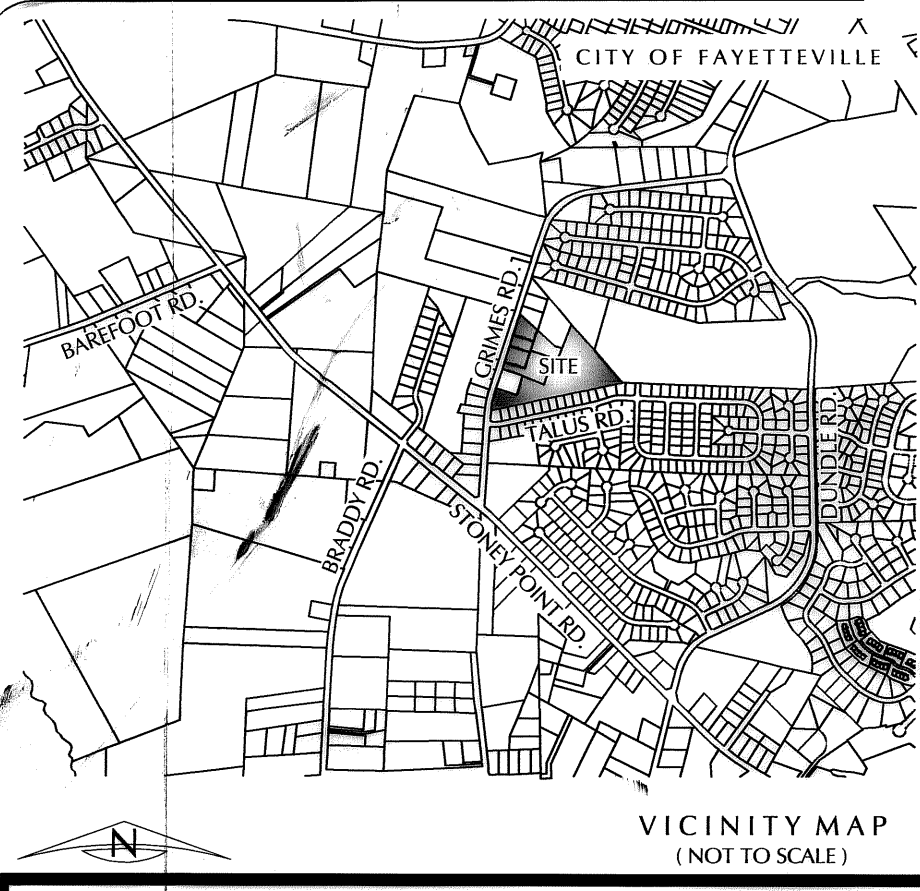 CITY OF FAYETTEVILLE
GRIMES RD.
BAREFOOT RD.
SITE
TALUS RD.
DUNDLE RD.
BRADDY RD.
STONEY POINT RD.
N
VICINITY MAP
( NOT TO SCALE )